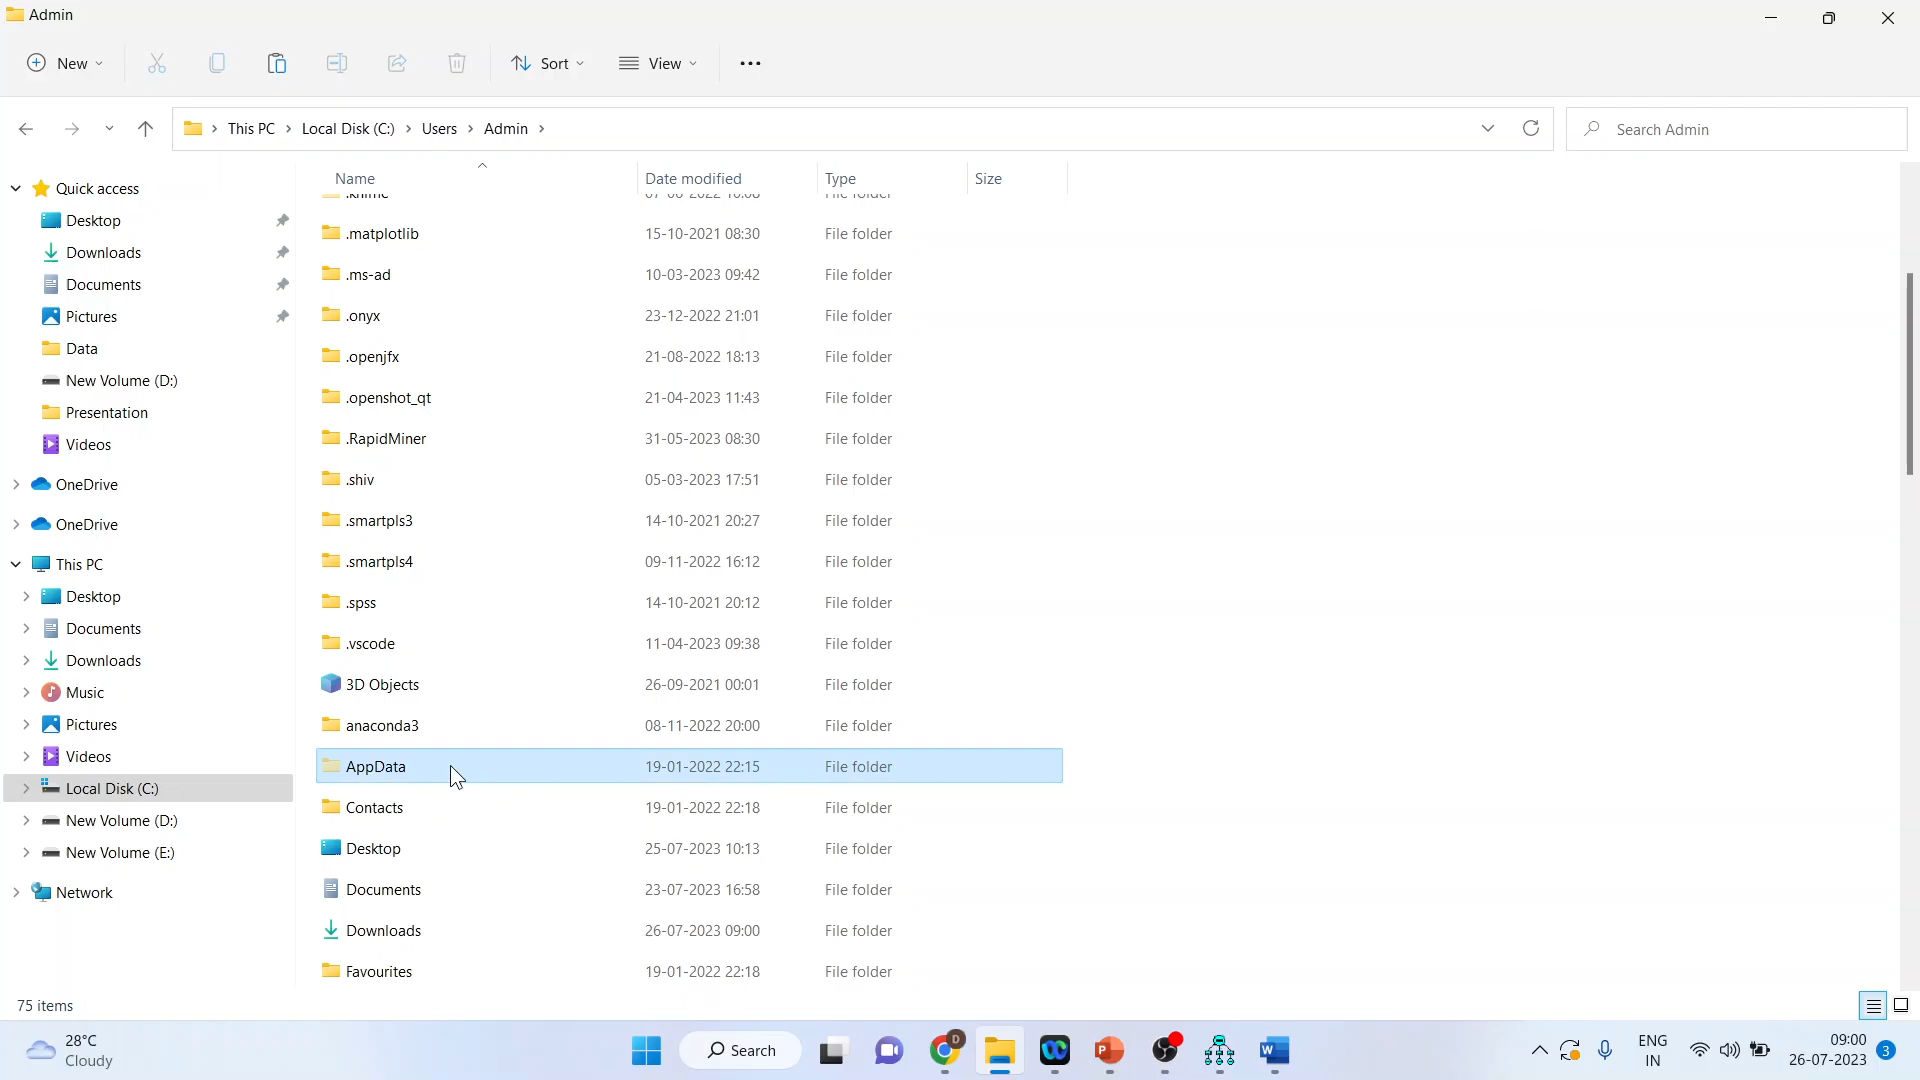 Admin
New
Sort
View
This PC
Local Disk (C:)
Users
Admin
Search Admin
Quick access
Desktop
Downloads
Documents
Pictures
Data
New Volume (D:)
Presentation
Videos
OneDrive
OneDrive
This PC
Desktop
Documents
Downloads
Music
Pictures
Videos
Local Disk (C:)
New Volume (D:)
New Volume (E:)
Network
Name Date modified Type Size
.matplotlib 15-10-2021 08:30 File folder
.ms-ad 10-03-2023 09:42 File folder
.onyx 23-12-2022 21:01 File folder
.openjfx 21-08-2022 18:13 File folder
.openshot_qt 21-04-2023 11:43 File folder
.RapidMiner 31-05-2023 08:30 File folder
.shiv 05-03-2023 17:51 File folder
.smartpls3 14-10-2021 20:27 File folder
.smartpls4 09-11-2022 16:12 File folder
.spss 14-10-2021 20:12 File folder
.vscode 11-04-2023 09:38 File folder
3D Objects 26-09-2021 00:01 File folder
anaconda3 08-11-2022 20:00 File folder
AppData 19-01-2022 22:15 File folder
Contacts 19-01-2022 22:18 File folder
Desktop 25-07-2023 10:13 File folder
Documents 23-07-2023 16:58 File folder
Downloads 26-07-2023 09:00 File folder
Favourites 19-01-2022 22:18 File folder
75 items
28°C
Cloudy
Search
D
P
W
ENG
IN
09:00
26-07-2023
3